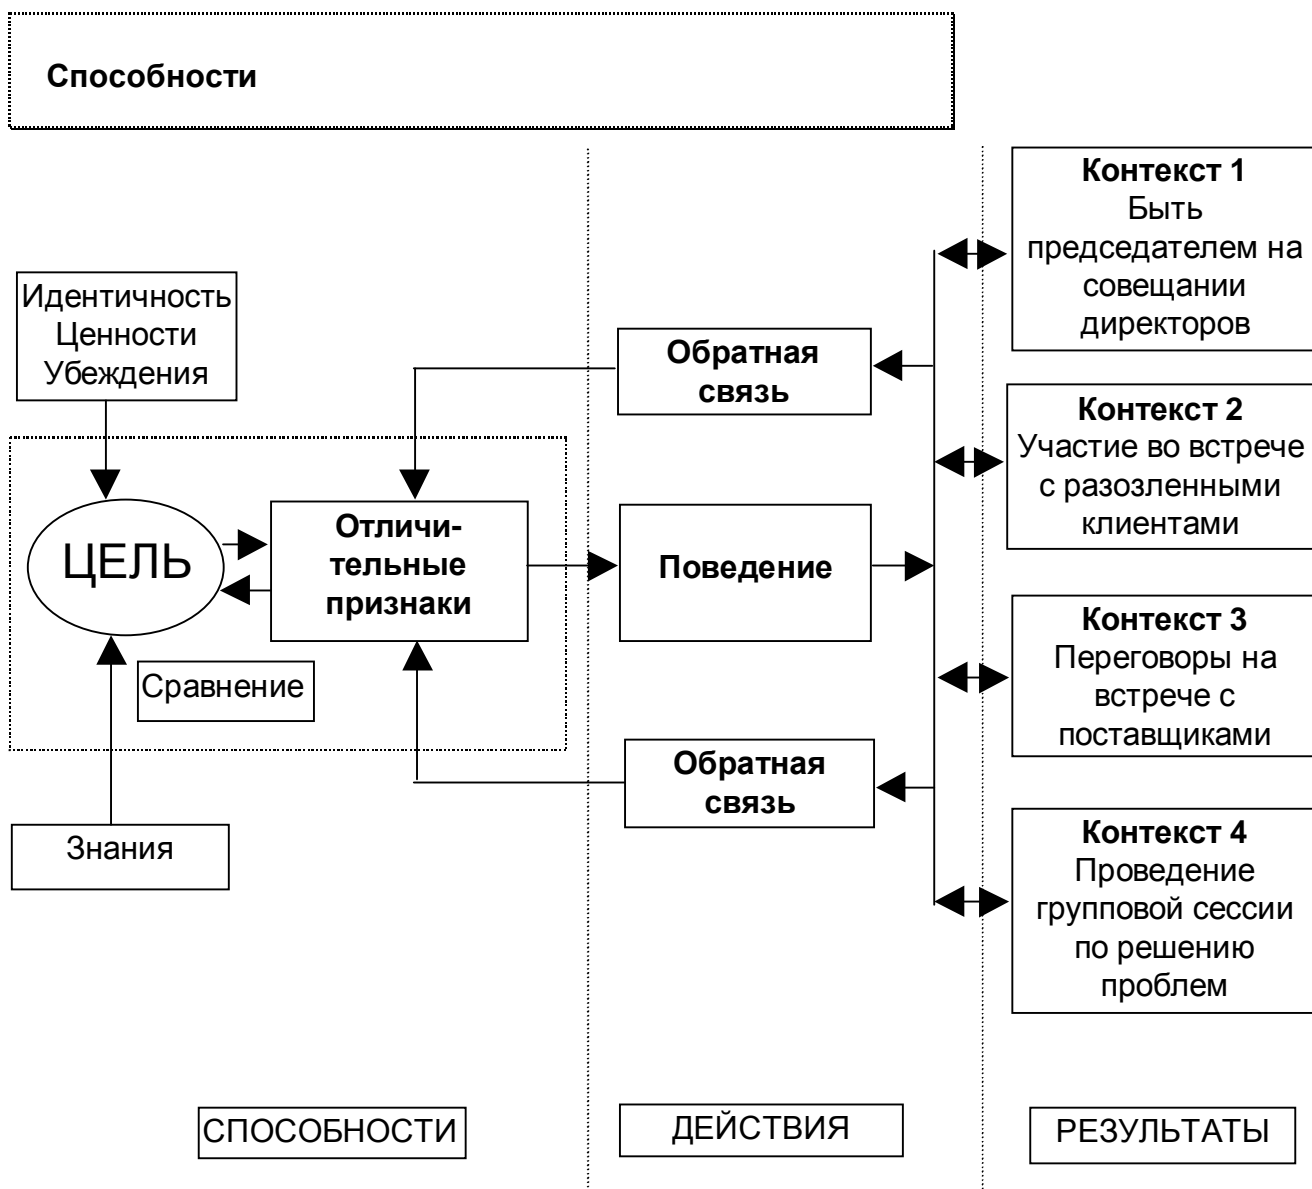 Способности
Идентичность
Ценности
Убеждения
ЦЕЛЬ
Отличи-
тельные
признаки
Сравнение
Знания
Обратная
связь
Поведение
Обратная
связь
Контекст 1
Быть
председателем на
совещании
директоров
Контекст 2
Участие во встрече
с разозленными
клиентами
Контекст 3
Переговоры на
встрече с
поставщиками
Контекст 4
Проведение
групповой сессии
по решению
проблем
СПОСОБНОСТИ
ДЕЙСТВИЯ
РЕЗУЛЬТАТЫ